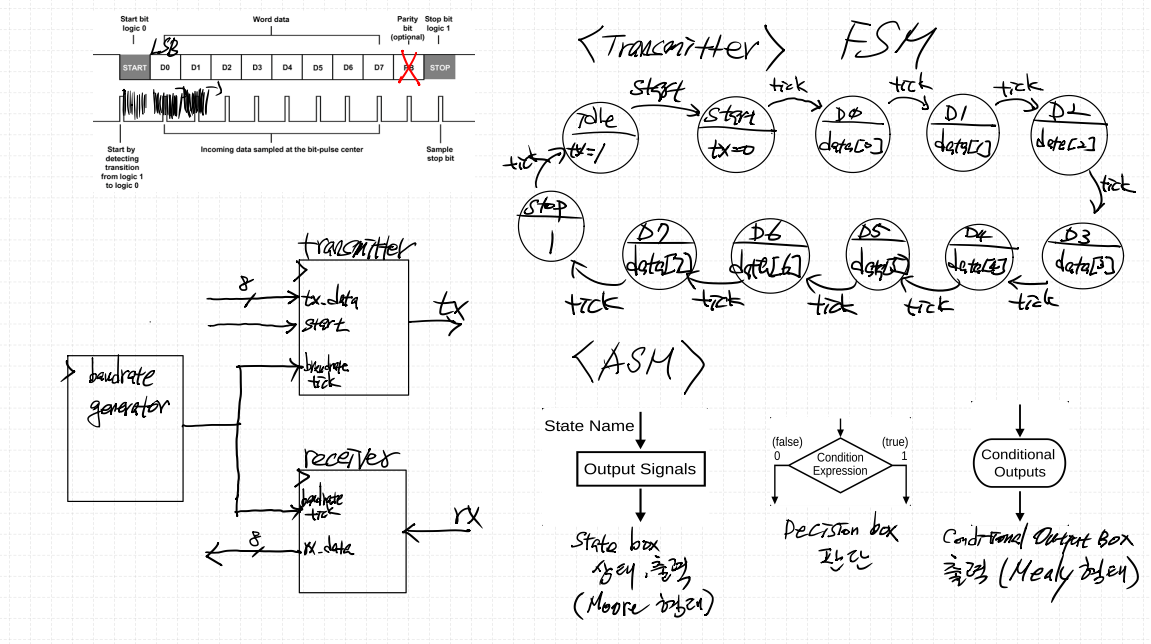 Start bit
logic 0
Word data
Parity
bit
(optional)
Stop bit
logic 1
LSB
START D0 D1 D2 D3 D4 D5 D6 D7 PB STOP
Start by
detecting
transition
from logic 1
to logic 0
Incoming data sampled at the bit-pulse center
Sample
stop bit
<Transmitter> FSM
start
tick
tick
tick
Idle
tx=1
start
tx=0
D0
data[0]
D1
data[1]
D2
data[2]
tick
tick
stop
1
D7
data[7]
D6
data[6]
D5
data[5]
D4
data[4]
D3
data[3]
tick
tick
tick
tick
tick
transmitter
8
tx_data
start
baudrate
tick
tx
baudrate
generator
receiver
baudrate
tick
rx
8
rx_data
<ASM>
State Name
Output Signals
State box
상태, 출력
(Moore 형태)
(false)
0
(true)
1
Condition
Expression
Decision box
판단
Conditional
Outputs
Conditional Output Box
출력 (Mealy 형태)